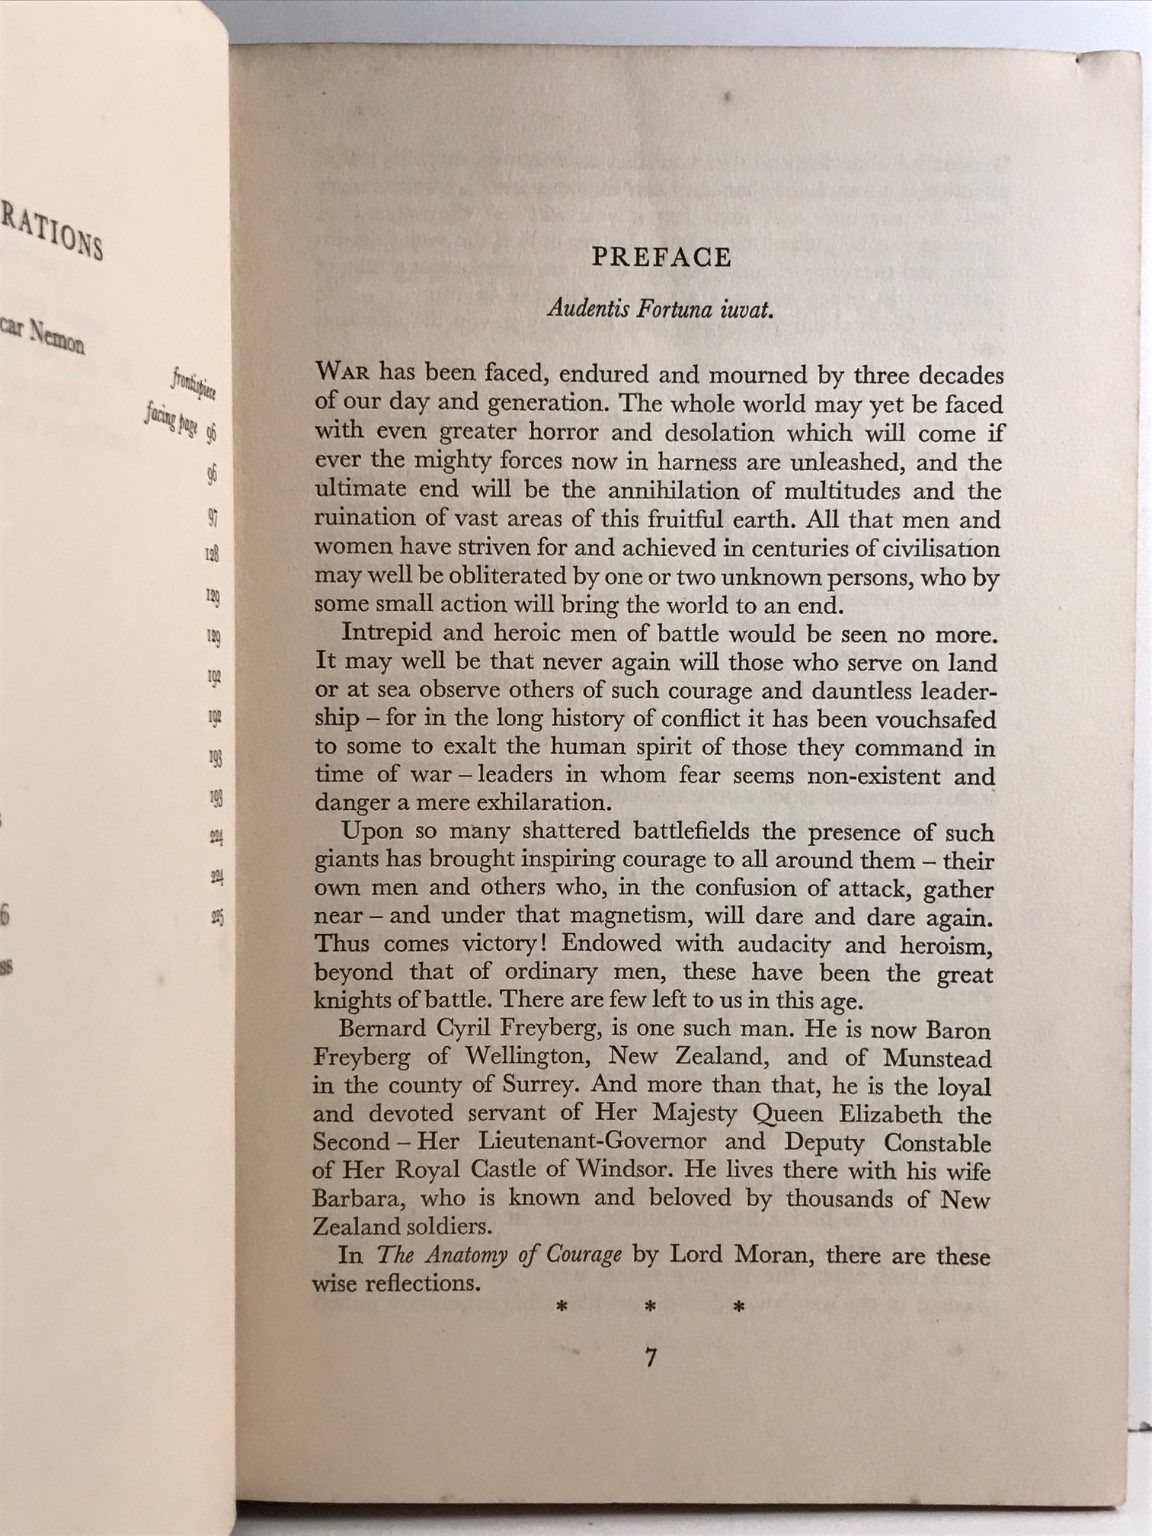 RATIONS
car Nemon
frontispiece
facing page 96
96
97
128
129
129
192
192
193
193
224
224
225
6
ss
PREFACE
Audentis Fortuna iuvat.
WAR has been faced, endured and mourned by three decades
of our day and generation. The whole world may yet be faced
with even greater horror and desolation which will come if
ever the mighty forces now in harness are unleashed, and the
ultimate end will be the annihilation of multitudes and the
ruination of vast areas of this fruitful earth. All that men and
women have striven for and achieved in centuries of civilisation
may well be obliterated by one or two unknown persons, who by
some small action will bring the world to an end.
Intrepid and heroic men of battle would be seen no more.
It may well be that never again will those who serve on land
or at sea observe others of such courage and dauntless leader-
ship – for in the long history of conflict it has been vouchsafed
to some to exalt the human spirit of those they command in
time of war – leaders in whom fear seems non-existent and
danger a mere exhilaration.
Upon so many shattered battlefields the presence of such
giants has brought inspiring courage to all around them – their
own men and others who, in the confusion of attack, gather
near – and under that magnetism, will dare and dare again.
Thus comes victory! Endowed with audacity and heroism,
beyond that of ordinary men, these have been the great
knights of battle. There are few left to us in this age.
Bernard Cyril Freyberg, is one such man. He is now Baron
Freyberg of Wellington, New Zealand, and of Munstead
in the county of Surrey. And more than that, he is the loyal
and devoted servant of Her Majesty Queen Elizabeth the
Second – Her Lieutenant-Governor and Deputy Constable
of Her Royal Castle of Windsor. He lives there with his wife
Barbara, who is known and beloved by thousands of New
Zealand soldiers.
In The Anatomy of Courage by Lord Moran, there are these
wise reflections.
* * *
7